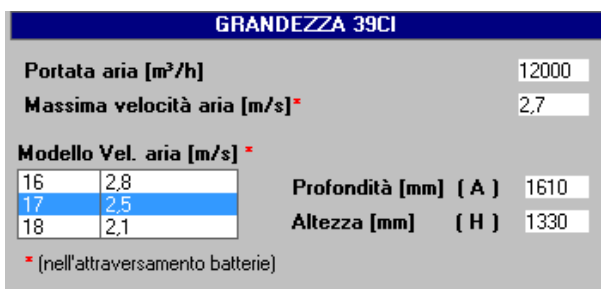 GRANDEZZA 39CI
Portata aria [m³/h] 12000
Massima velocità aria [m/s]* 2,7
Modello Vel. aria [m/s] *
16 2,8
17 2,5
18 2,1
Profondità [mm] ( A ) 1610
Altezza [mm] ( H ) 1330
* (nell'attraversamento batterie)